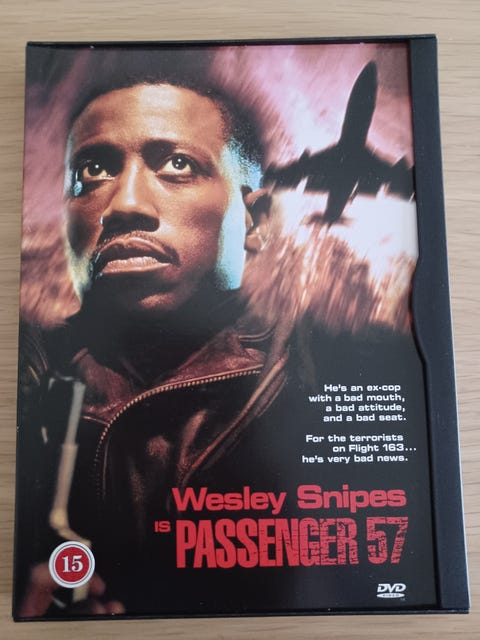 He's an ex-cop
with a bad mouth,
a bad attitude,
and a bad seat.
For the terrorists
on Flight 163...
he's very bad news.
Wesley Snipes
IS PASSENGER 57
15
DVD
VIDEO